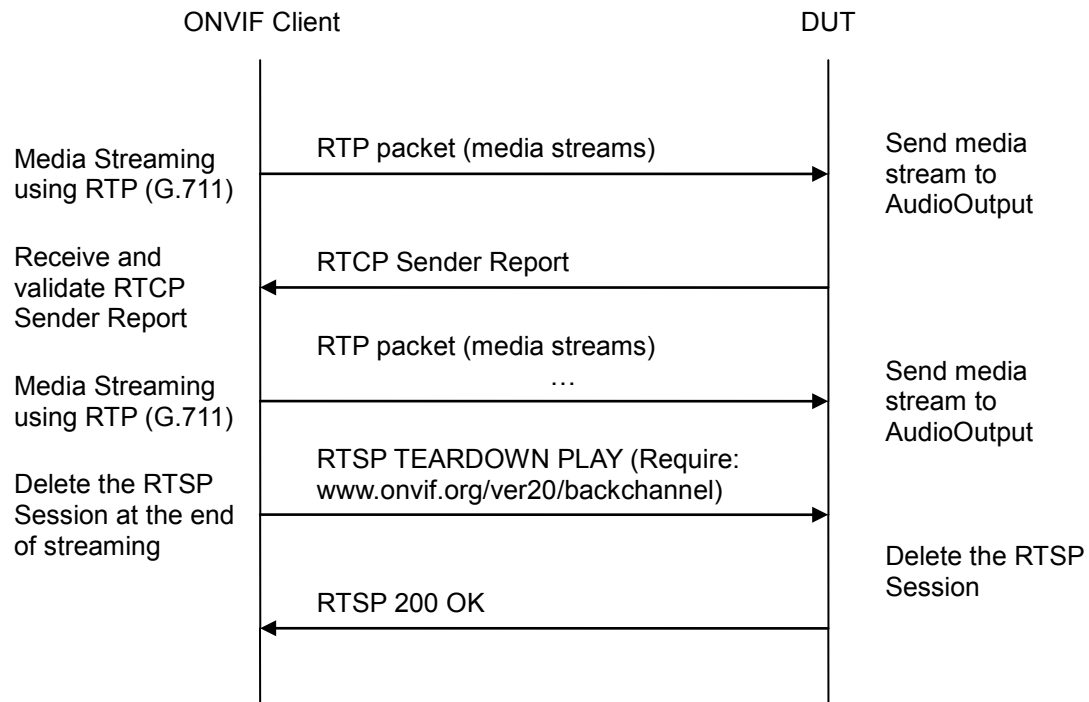 ONVIF Client
DUT
Media Streaming
using RTP (G.711)
RTP packet (media streams)
Send media
stream to
AudioOutput
Receive and
validate RTCP
Sender Report
RTCP Sender Report
RTP packet (media streams)
…
Media Streaming
using RTP (G.711)
Send media
stream to
AudioOutput
RTSP TEARDOWN PLAY (Require:
www.onvif.org/ver20/backchannel)
Delete the RTSP
Session at the end
of streaming
Delete the RTSP
Session
RTSP 200 OK